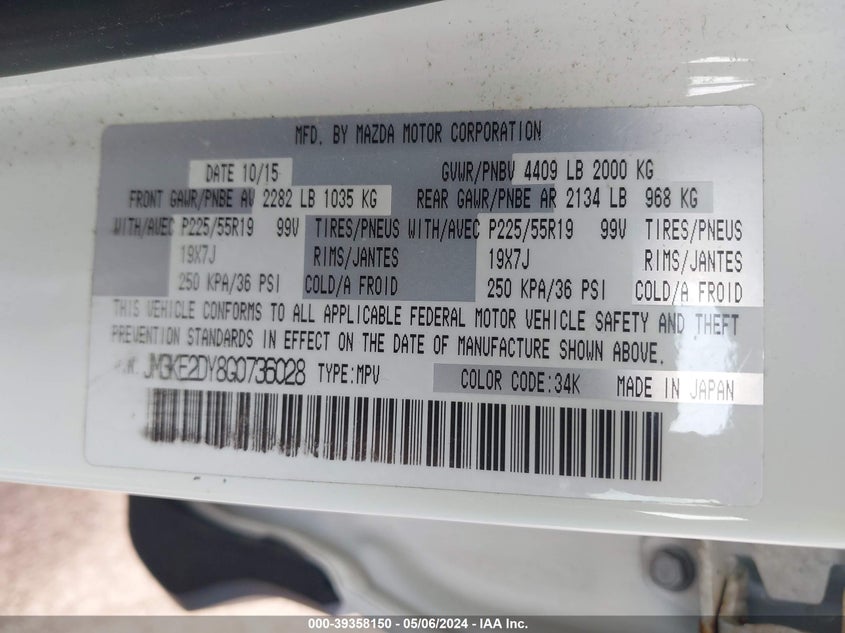 MFD. BY MAZDA MOTOR CORPORATION
DATE 10/15 GVWR/PNBV 4409 LB 2000 KG
FRONT GAWR/PNBE AV 2282 LB 1035 KG REAR GAWR/PNBE AR 2134 LB 968 KG
WITH/AVEC P225/55R19 99V TIRES/PNEUS WITH/AVEC P225/55R19 99V TIRES/PNEUS
19X7J RIMS/JANTES 19X7J RIMS/JANTES
250 KPA/36 PSI COLD/A FROID 250 KPA/36 PSI COLD/A FROID
THIS VEHICLE CONFORMS TO ALL APPLICABLE FEDERAL MOTOR VEHICLE SAFETY AND THEFT
PREVENTION STANDARDS IN EFFECT ON THE DATE OF MANUFACTURE SHOWN ABOVE.
JM3KE2DY8G0736028 TYPE:MPV COLOR CODE:34K MADE IN JAPAN
000-39358150 - 05/06/2024 - IAA Inc.